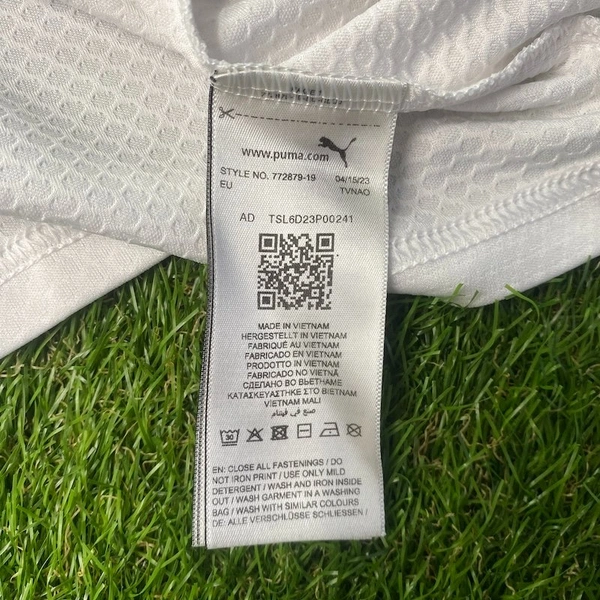 www.puma.com
STYLE NO. 772879-19 04/15/23
EU TVNAO
AD TSL6D23P00241
MADE IN VIETNAM
HERGESTELLT IN VIETNAM
FABRIQUÉ AU VIETNAM
FABRICADO EN VIETNAM
PRODOTTO IN VIETNAM
FABRICADO NO VIETNÃ
СДЕЛАНО ВО ВЬЕТНАМЕ
ΚΑΤΑΣΚΕΥΑΣΤΗΚΕ ΣΤΟ ΒΙΕΤΝΑΜ
VIETNAM MALI
صنع في فيتنام
30
EN: CLOSE ALL FASTENINGS / DO
NOT IRON PRINT / USE ONLY MILD
DETERGENT / WASH AND IRON INSIDE
OUT / WASH GARMENT IN A WASHING
BAG / WASH WITH SIMILAR COLOURS
DE: ALLE VERSCHLÜSSE SCHLIESSEN /